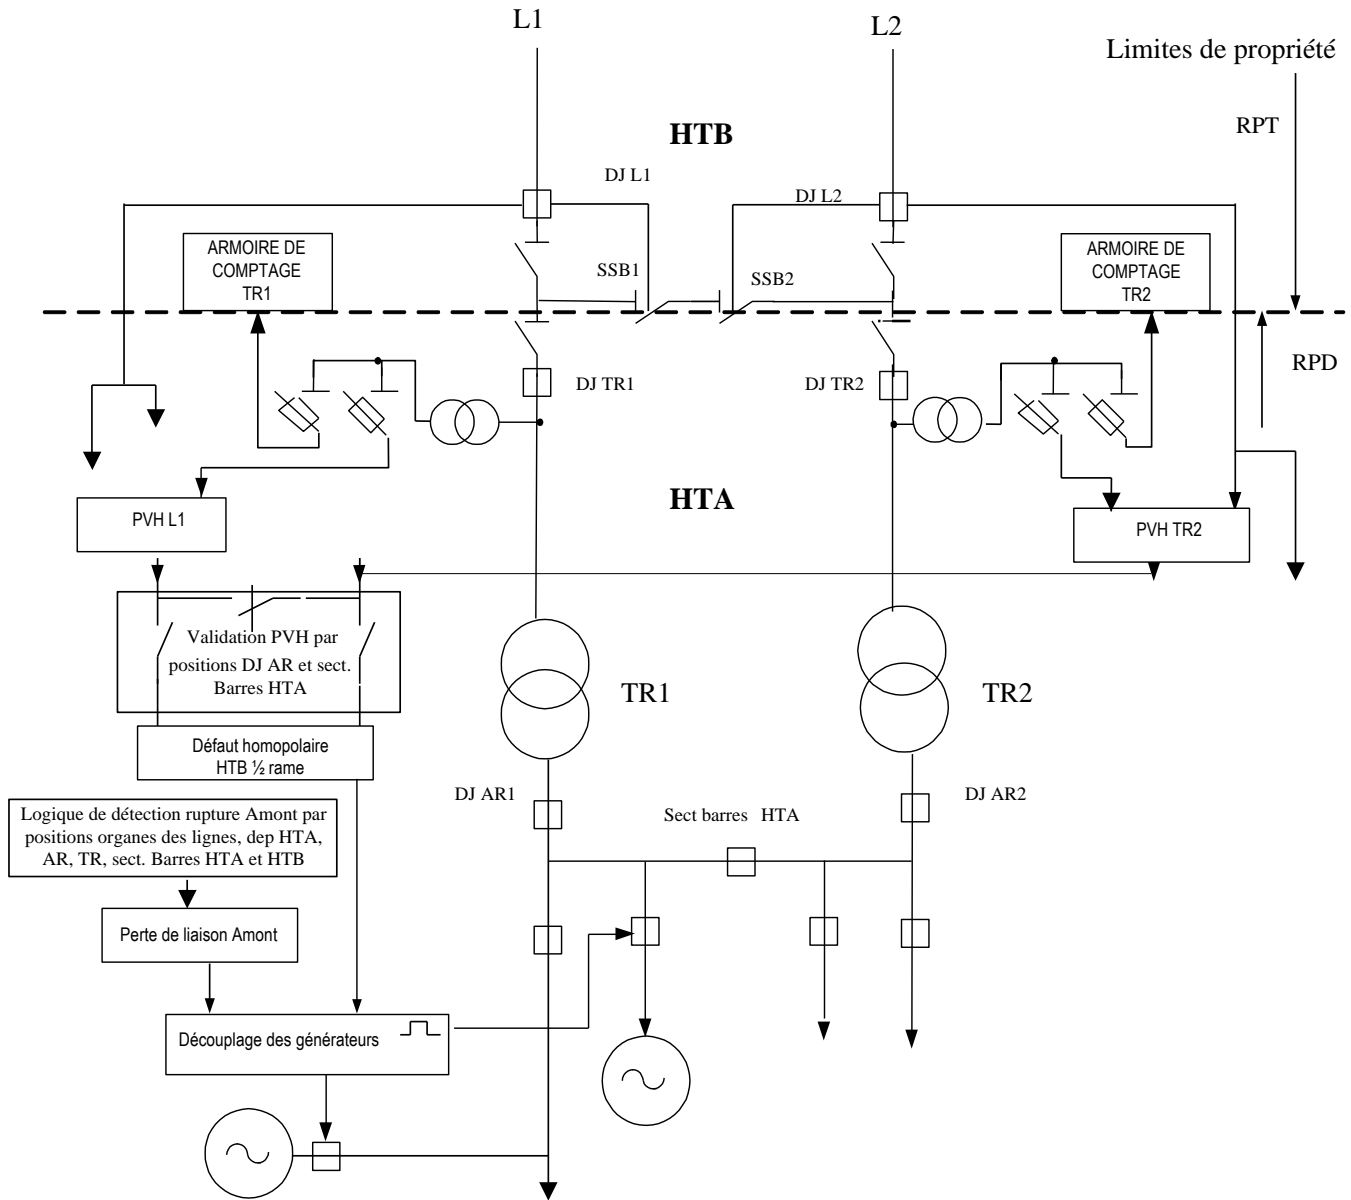 L1
L2
Limites de propriété
RPT
HTB
DJ L1
DJ L2
ARMOIRE DE
COMPTAGE
TR1
SSB1
SSB2
ARMOIRE DE
COMPTAGE
TR2
DJ TR1
DJ TR2
RPD
HTA
PVH L1
PVH TR2
Validation PVH par
positions DJ AR et sect.
Barres HTA
TR1
TR2
Défaut homopolaire
HTB ½ rame
DJ AR1
DJ AR2
Sect barres HTA
Logique de détection rupture Amont par
positions organes des lignes, dep HTA,
AR, TR, sect. Barres HTA et HTB
Perte de liaison Amont
Découplage des générateurs